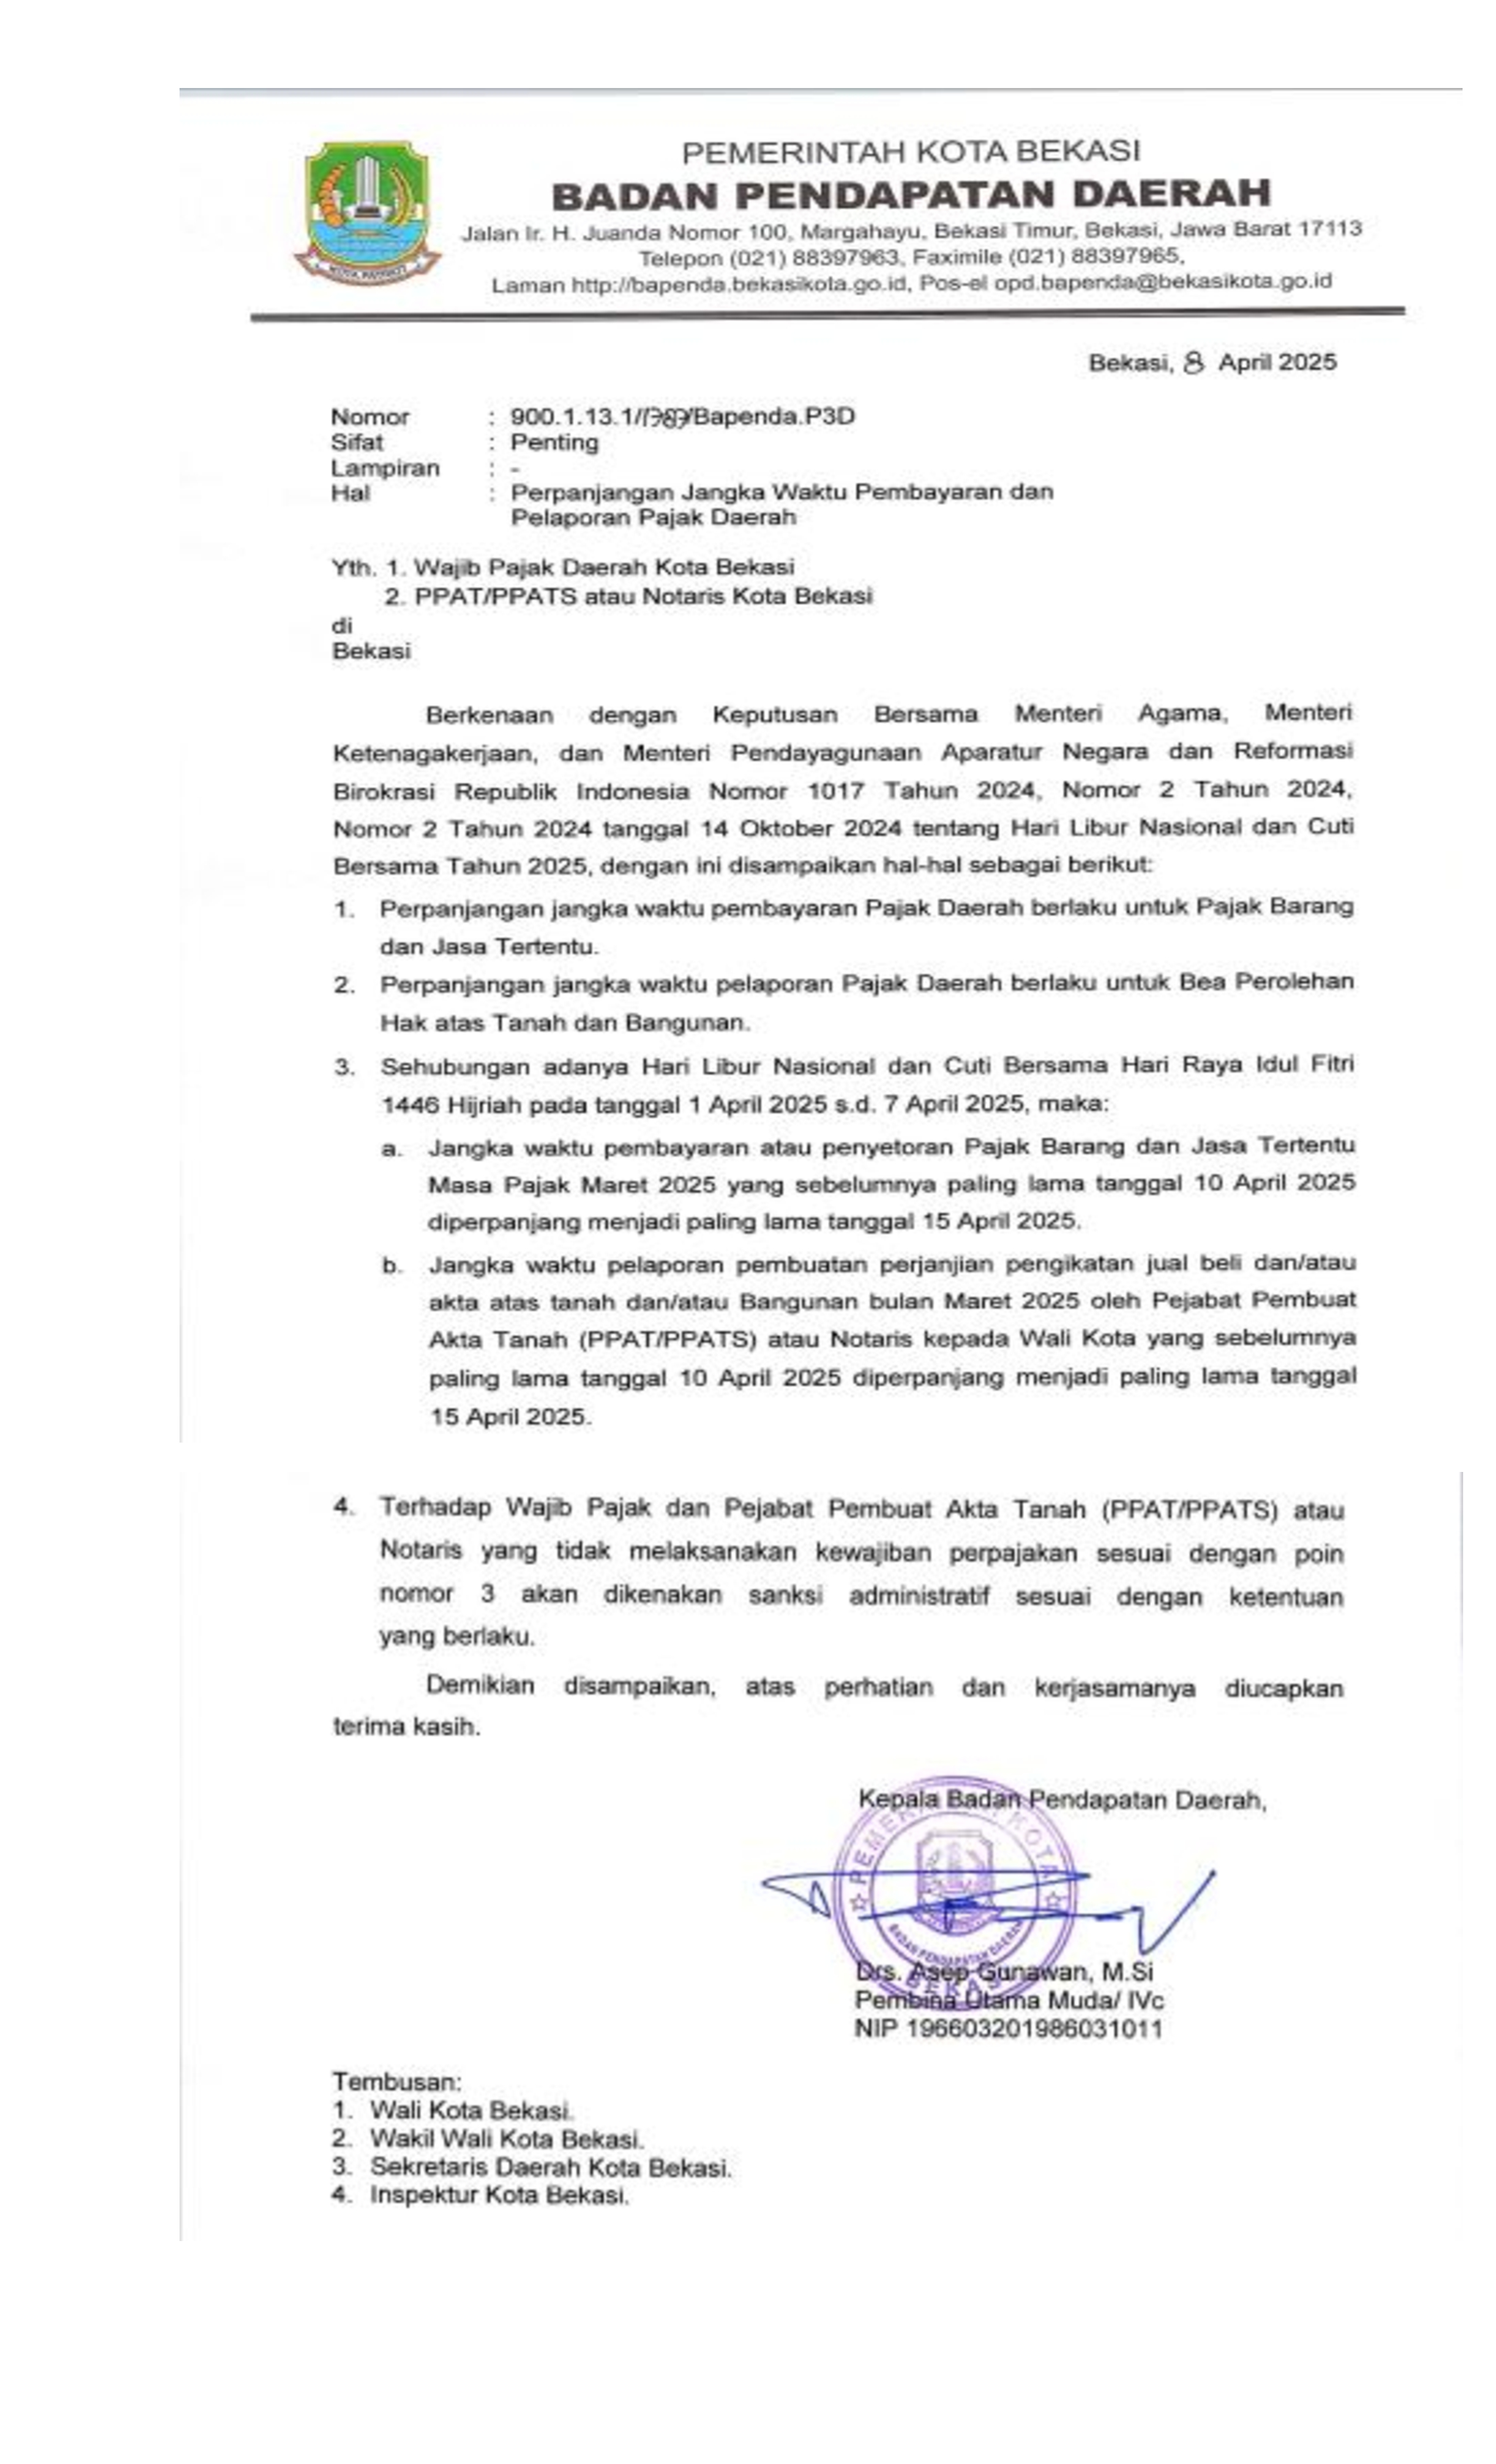 PEMERINTAH KOTA BEKASI
BADAN PENDAPATAN DAERAH
Jalan Ir. H. Juanda Nomor 100, Margahayu, Bekasi Timur, Bekasi, Jawa Barat 17113
Telepon (021) 88397963, Faximile (021) 88397965,
Laman http://bapenda.bekasikota.go.id, Pos-el opd.bapenda@bekasikota.go.id
Bekasi, 8 April 2025
Nomor : 900.1.13.1/ /Bapenda.P3D
Sifat : Penting
Lampiran : -
Hal : Perpanjangan Jangka Waktu Pembayaran dan
Pelaporan Pajak Daerah
Yth. 1. Wajib Pajak Daerah Kota Bekasi
2. PPAT/PPATS atau Notaris Kota Bekasi
di
Bekasi
Berkenaan dengan Keputusan Bersama Menteri Agama, Menteri
Ketenagakerjaan, dan Menteri Pendayagunaan Aparatur Negara dan Reformasi
Birokrasi Republik Indonesia Nomor 1017 Tahun 2024, Nomor 2 Tahun 2024,
Nomor 2 Tahun 2024 tanggal 14 Oktober 2024 tentang Hari Libur Nasional dan Cuti
Bersama Tahun 2025, dengan ini disampaikan hal-hal sebagai berikut:
1. Perpanjangan jangka waktu pembayaran Pajak Daerah berlaku untuk Pajak Barang
dan Jasa Tertentu.
2. Perpanjangan jangka waktu pelaporan Pajak Daerah berlaku untuk Bea Perolehan
Hak atas Tanah dan Bangunan.
3. Sehubungan adanya Hari Libur Nasional dan Cuti Bersama Hari Raya Idul Fitri
1446 Hijriah pada tanggal 1 April 2025 s.d. 7 April 2025, maka:
a. Jangka waktu pembayaran atau penyetoran Pajak Barang dan Jasa Tertentu
Masa Pajak Maret 2025 yang sebelumnya paling lama tanggal 10 April 2025
diperpanjang menjadi paling lama tanggal 15 April 2025.
b. Jangka waktu pelaporan pembuatan perjanjian pengikatan jual beli dan/atau
akta atas tanah dan/atau Bangunan bulan Maret 2025 oleh Pejabat Pembuat
Akta Tanah (PPAT/PPATS) atau Notaris kepada Wali Kota yang sebelumnya
paling lama tanggal 10 April 2025 diperpanjang menjadi paling lama tanggal
15 April 2025.
4. Terhadap Wajib Pajak dan Pejabat Pembuat Akta Tanah (PPAT/PPATS) atau
Notaris yang tidak melaksanakan kewajiban perpajakan sesuai dengan poin
nomor 3 akan dikenakan sanksi administratif sesuai dengan ketentuan
yang berlaku.
Demikian disampaikan, atas perhatian dan kerjasamanya diucapkan
terima kasih.
Kepala Badan Pendapatan Daerah,
PEMERINTAH KOTA
BADAN PENDAPATAN DAERAH
BEKASI
Drs. Asep Gunawan, M.Si
Pembina Utama Muda/ IVc
NIP 196603201986031011
Tembusan:
1. Wali Kota Bekasi.
2. Wakil Wali Kota Bekasi.
3. Sekretaris Daerah Kota Bekasi.
4. Inspektur Kota Bekasi.